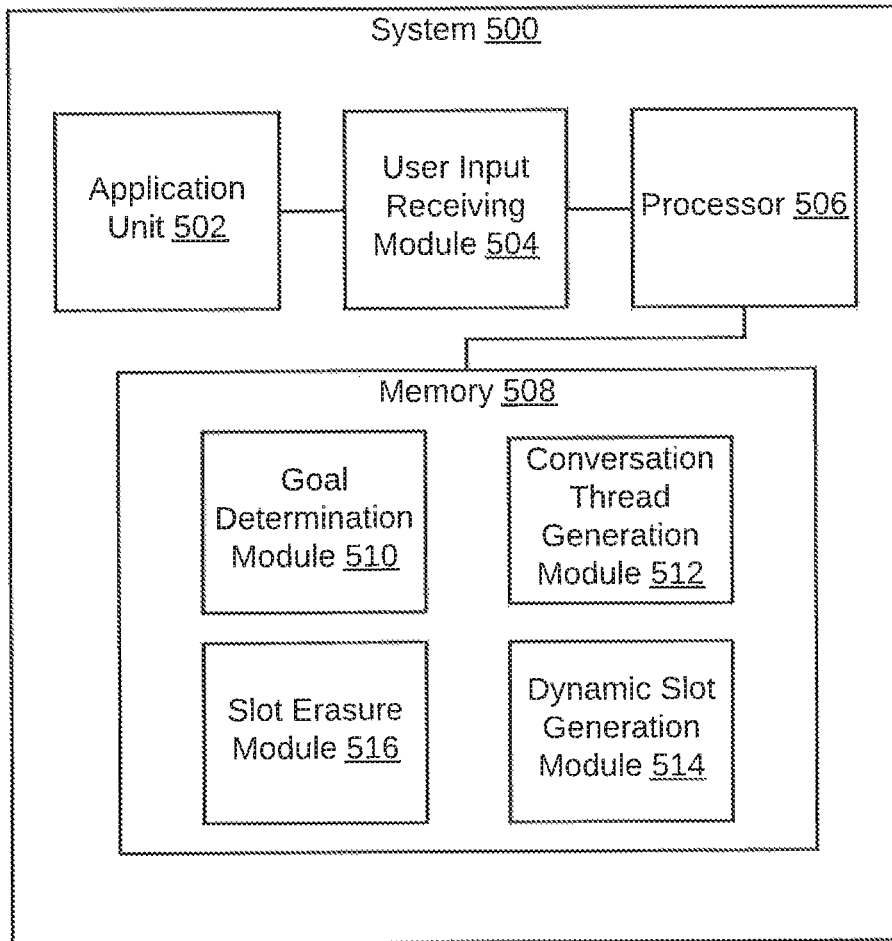 System 500
Application
Unit 502
User Input
Receiving
Module 504
Processor 506
Memory 508
Goal
Determination
Module 510
Conversation
Thread
Generation
Module 512
Slot Erasure
Module 516
Dynamic Slot
Generation
Module 514